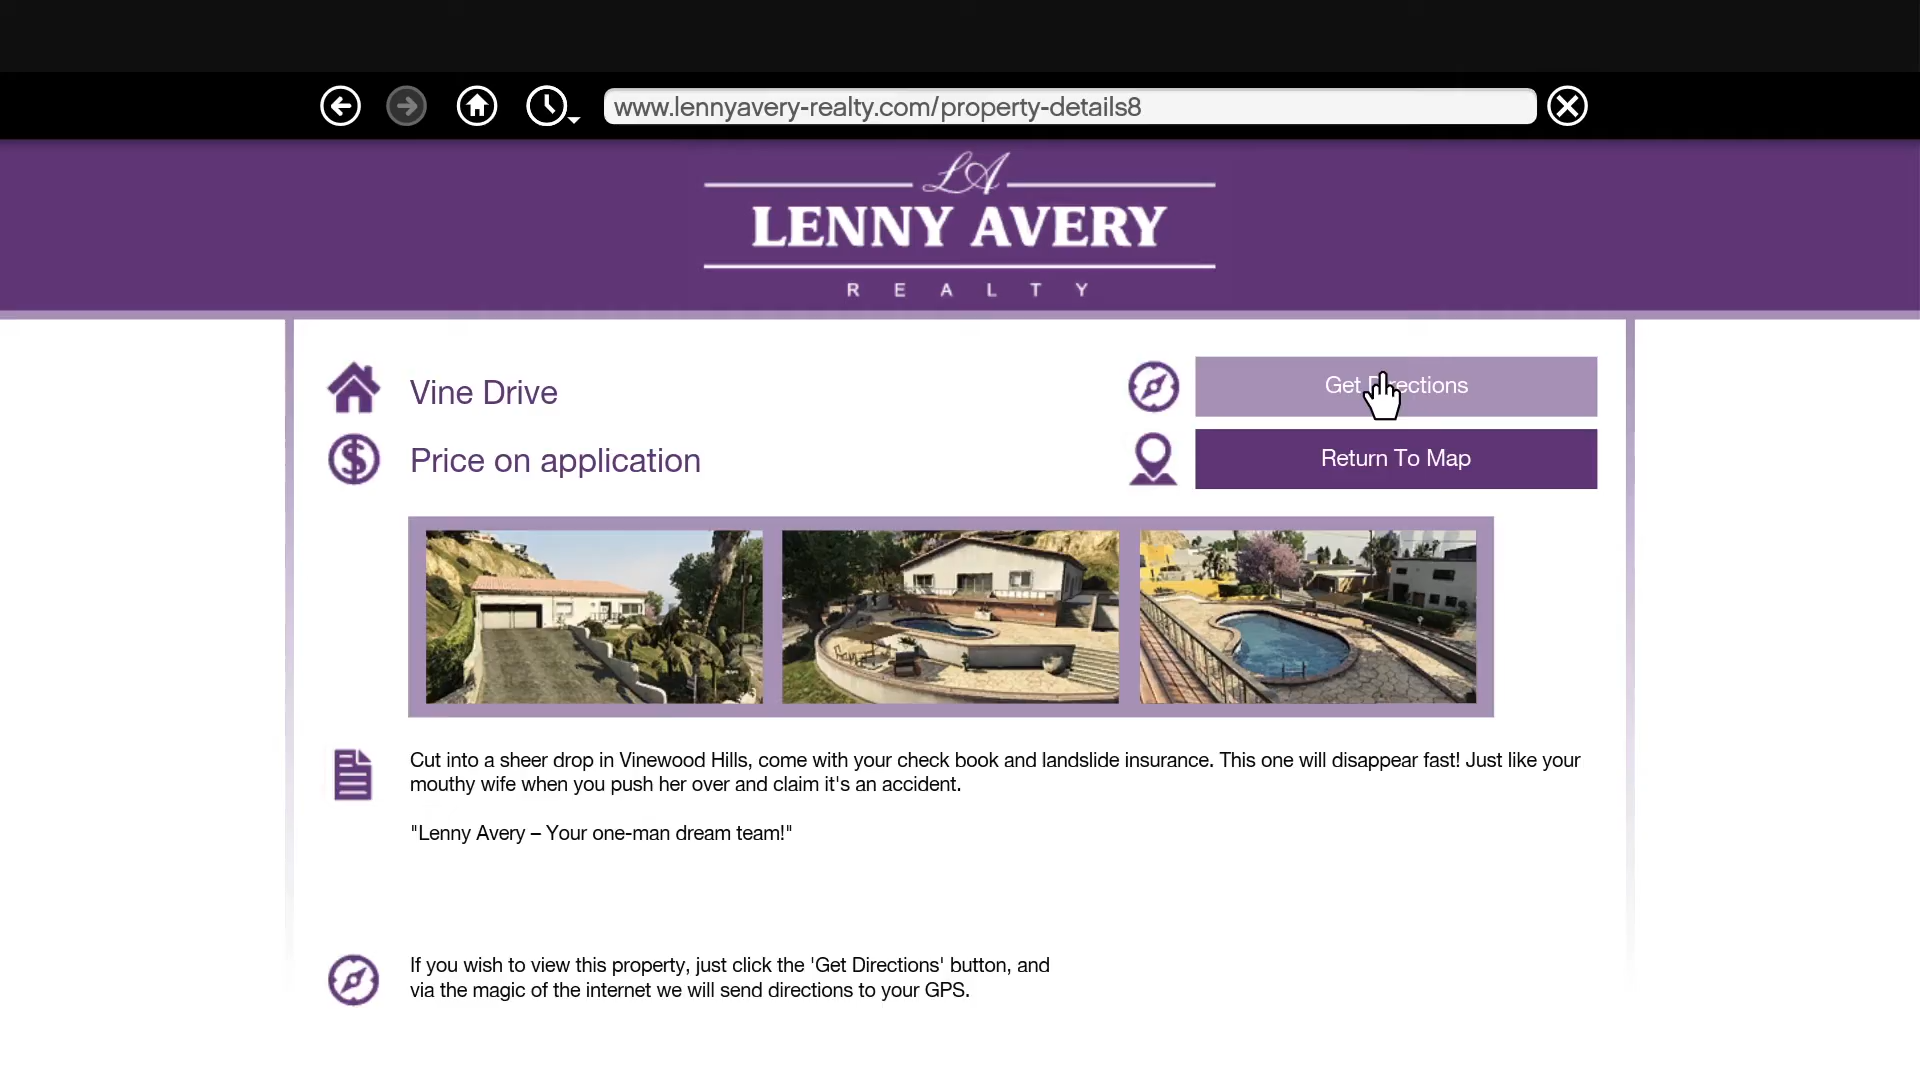 www.lennyavery-realty.com/property-details8
LA
LENNY AVERY
REALTY
Vine Drive
Get Directions
Price on application
Return To Map
Cut into a sheer drop in Vinewood Hills, come with your check book and landslide insurance. This one will disappear fast! Just like your
mouthy wife when you push her over and claim it's an accident.
"Lenny Avery – Your one-man dream team!"
If you wish to view this property, just click the 'Get Directions' button, and
via the magic of the internet we will send directions to your GPS.